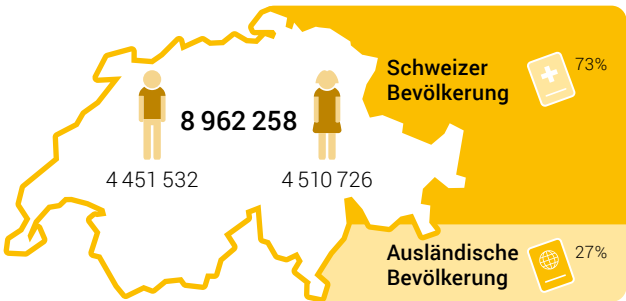 Schweizer
Bevölkerung
73%
8 962 258
4 451 532
4 510 726
Ausländische
Bevölkerung
27%